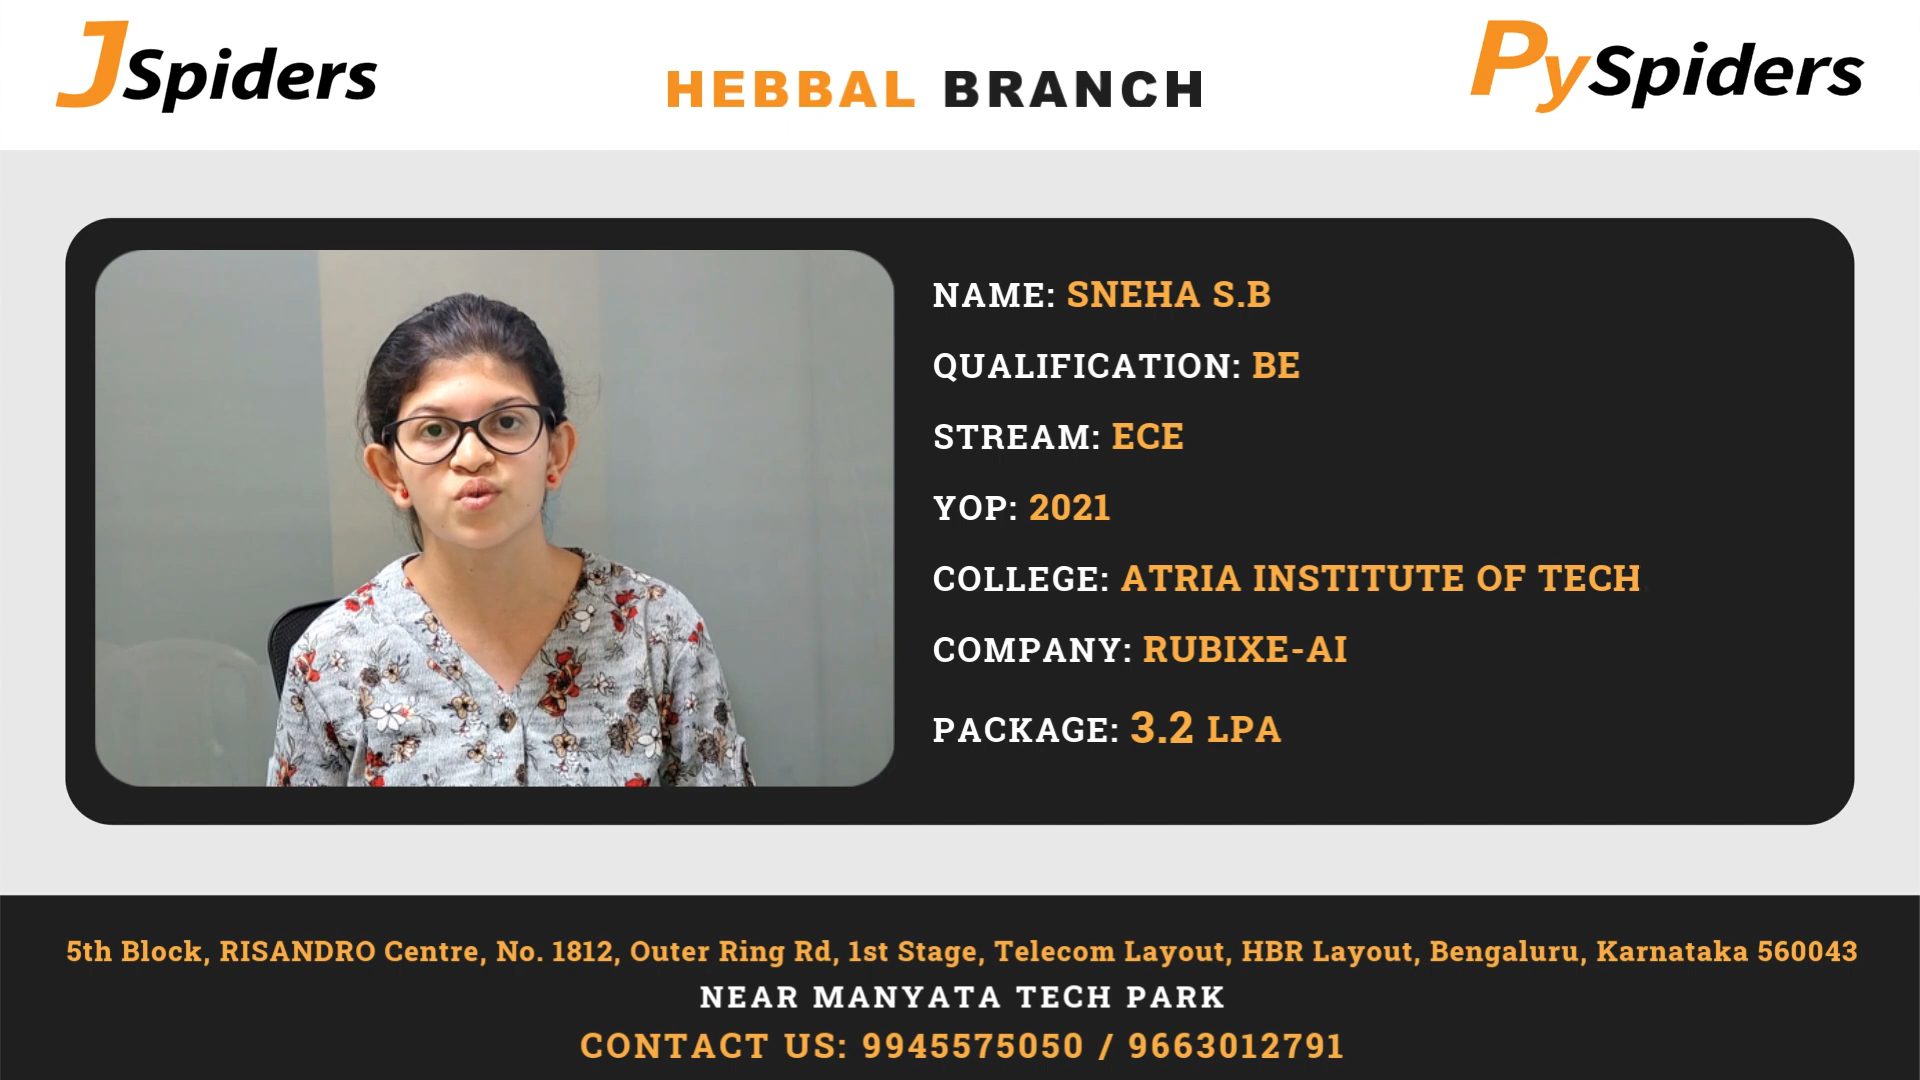 JSpiders
HEBBAL BRANCH
PySpiders
NAME: SNEHA S.B
QUALIFICATION: BE
STREAM: ECE
YOP: 2021
COLLEGE: ATRIA INSTITUTE OF TECH
COMPANY: RUBIXE-AI
PACKAGE: 3.2 LPA
5th Block, RISANDRO Centre, No. 1812, Outer Ring Rd, 1st Stage, Telecom Layout, HBR Layout, Bengaluru, Karnataka 560043
NEAR MANYATA TECH PARK
CONTACT US: 9945575050 / 9663012791